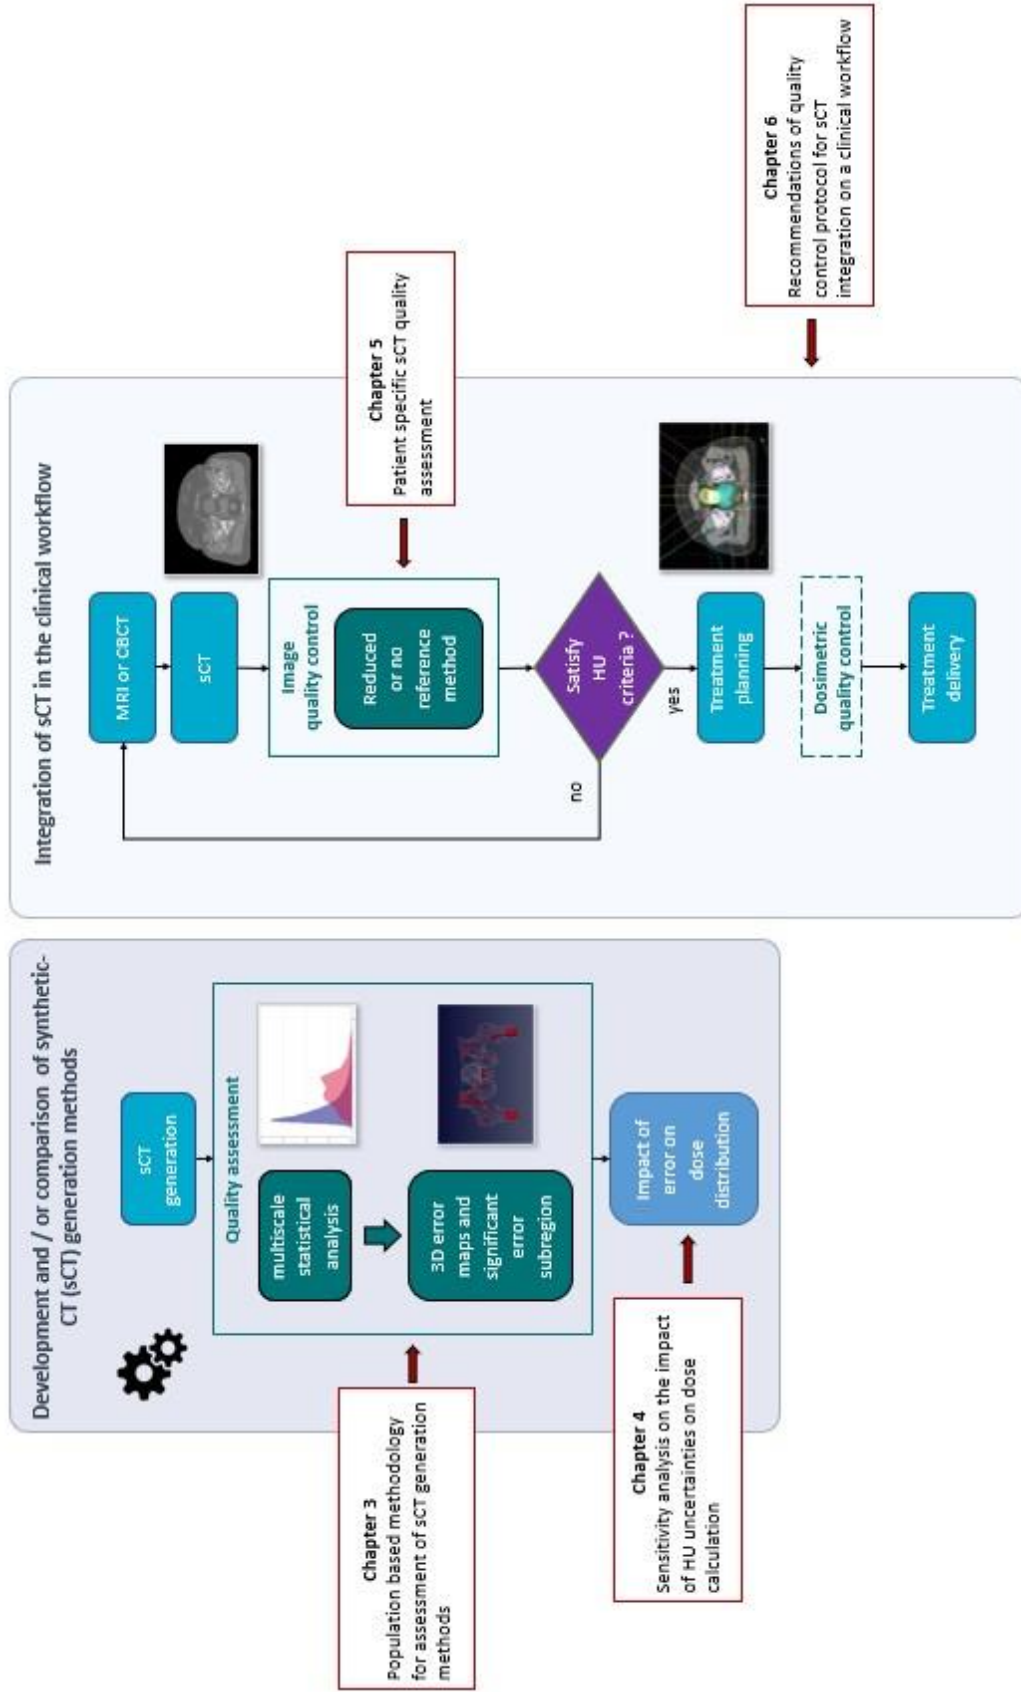 Development and / or comparison of synthetic-
CT (sCT) generation methods
sCT
generation
Quality assessment
multiscale
statistical
analysis
3D error
maps and
significant
error
subregion
Impact of
error on
dose
distribution
Chapter 3
Population based methodology
for assessment of sCT generation
methods
Chapter 4
Sensitivity analysis on the impact
of HU uncertainties on dose
calculation
Integration of sCT in the clinical workflow
MRI or CBCT
sCT
Image
quality control
Reduced
or no
reference
method
Satisfy
HU
criteria ?
no
yes
Treatment
planning
Dosimetric
quality control
Treatment
delivery
Chapter 5
Patient specific sCT quality
assessment
Chapter 6
Recommendations of quality
control protocol for sCT
integration on a clinical workflow